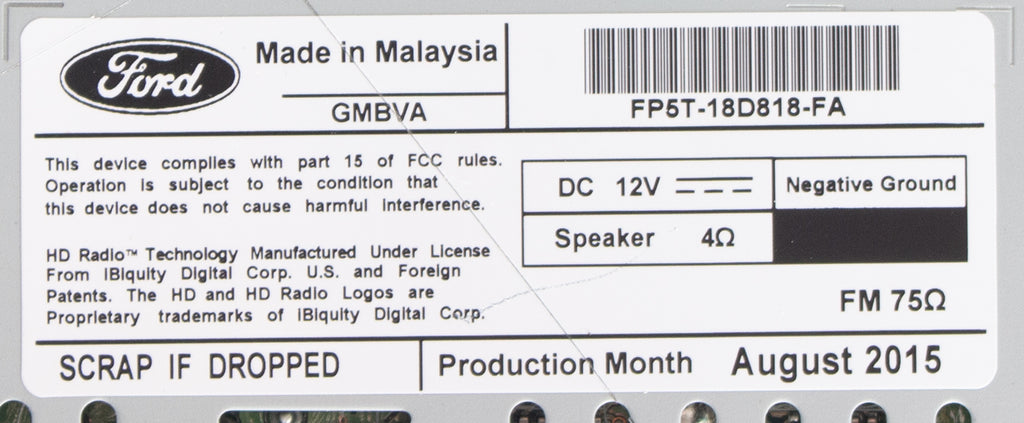 Ford
Made in Malaysia
GMBVA
FP5T-18D818-FA
This device complies with part 15 of FCC rules.
Operation is subject to the condition that
this device does not cause harmful interference.
DC 12V
Negative Ground
Speaker 4Ω
HD Radio™ Technology Manufactured Under License
From iBiquity Digital Corp. U.S. and Foreign
Patents. The HD and HD Radio Logos are
Proprietary trademarks of iBiquity Digital Corp.
FM 75Ω
SCRAP IF DROPPED
Production Month August 2015